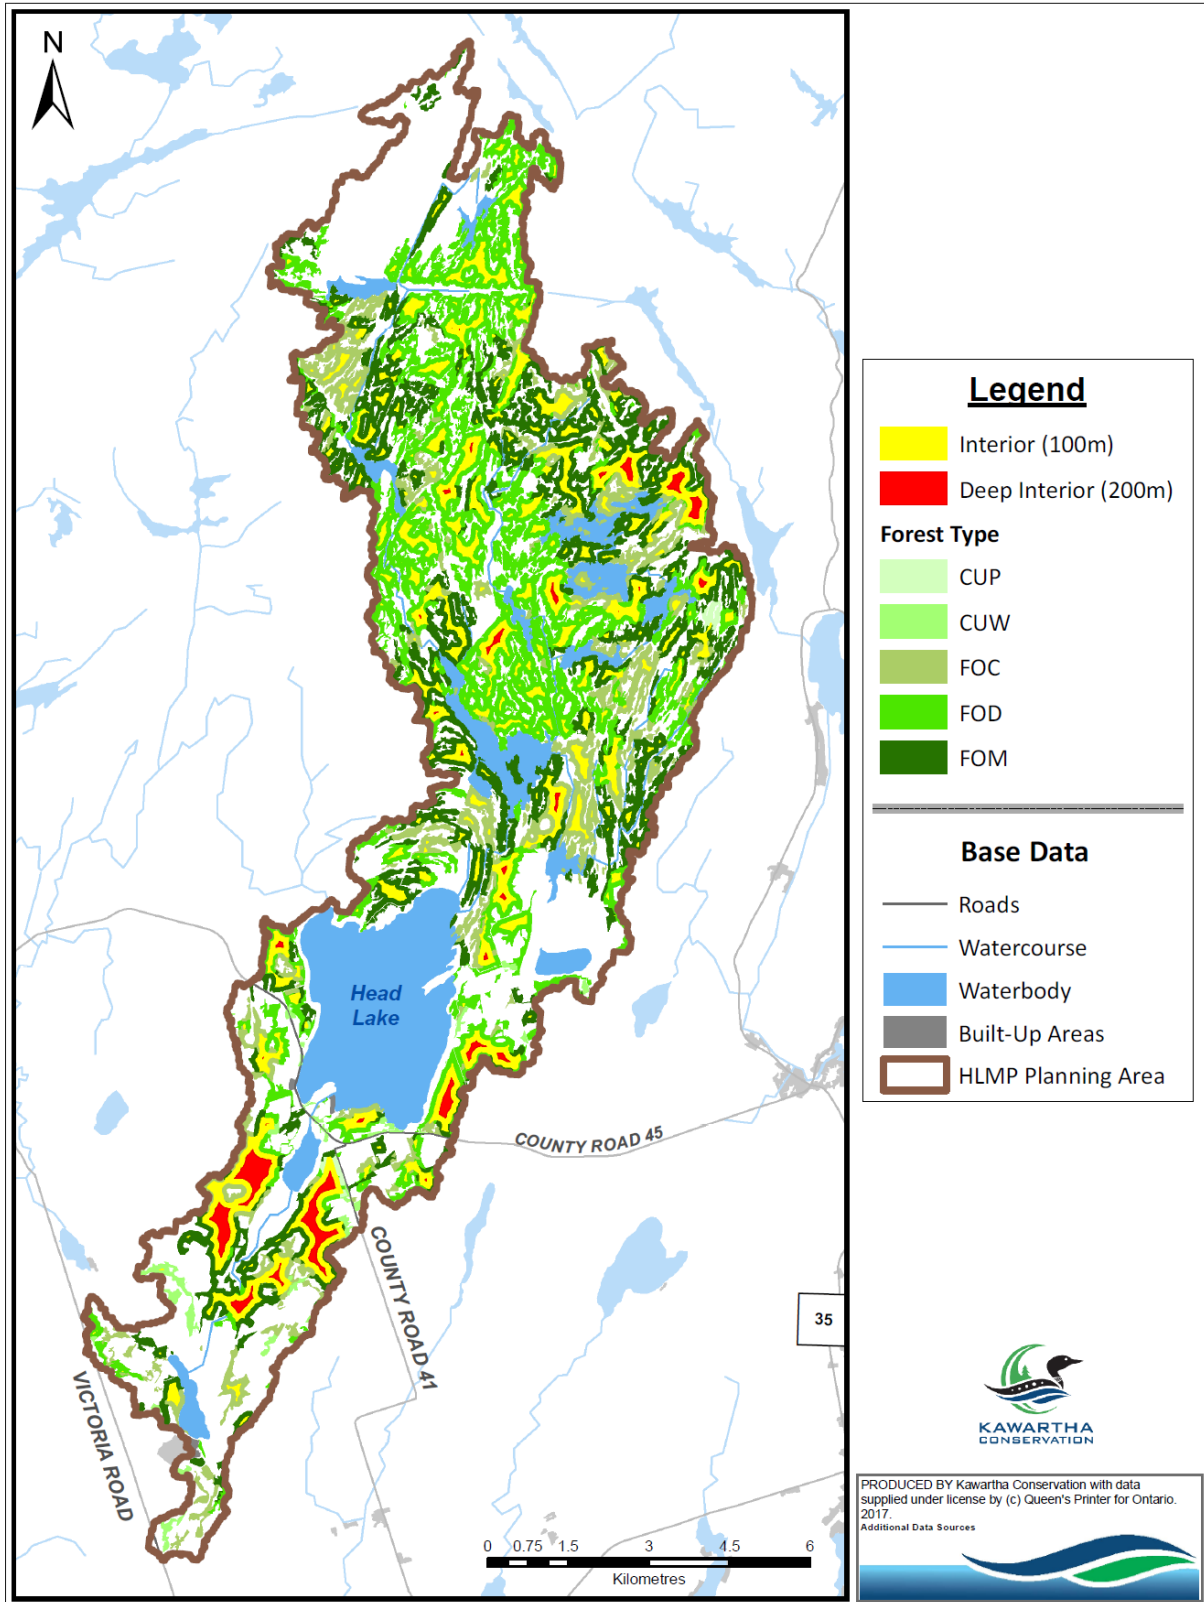 N
Head
Lake
COUNTY ROAD 45
COUNTY ROAD 41
VICTORIA ROAD
35
0 0.75 1.5 3 4.5 6
Kilometres
Legend
Interior (100m)
Deep Interior (200m)
Forest Type
CUP
CUW
FOC
FOD
FOM
Base Data
Roads
Watercourse
Waterbody
Built-Up Areas
HLMP Planning Area
KAWARTHA
CONSERVATION
PRODUCED BY Kawartha Conservation with data
supplied under license by (c) Queen's Printer for Ontario.
2017.
Additional Data Sources